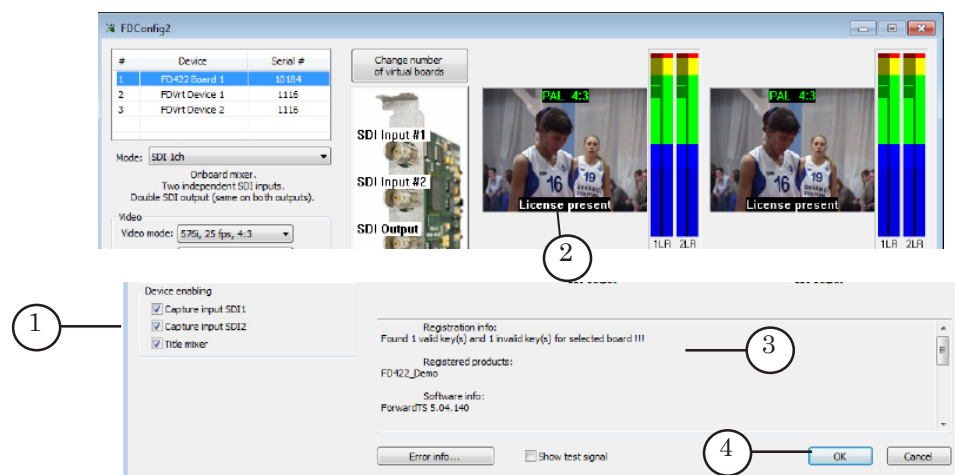 FDConfig2
# Device Serial #
1 FD422 Board 1 10184
2 FDVrt Device 1 1116
3 FDVrt Device 2 1116
Mode: SDI 1ch
Onboard mixer.
Two independent SDI inputs.
Double SDI output (same on both outputs).
Video
Video mode: 576i, 25 fps, 4:3
Change number
of virtual boards
SDI Input #1
SDI Input #2
SDI Output
PAL 4:3
16
19
License present
1LR 2LR
PAL 4:3
16
19
License present
1LR 2LR
2
1
Device enabling
Capture input SDI1
Capture input SDI2
Title mixer
Registration info:
Found 1 valid key(s) and 1 invalid key(s) for selected board !!!
Registered products:
FD422_Demo
Software info:
ForwardTS 5.04.140
3
Error info...
Show test signal
4
OK
Cancel